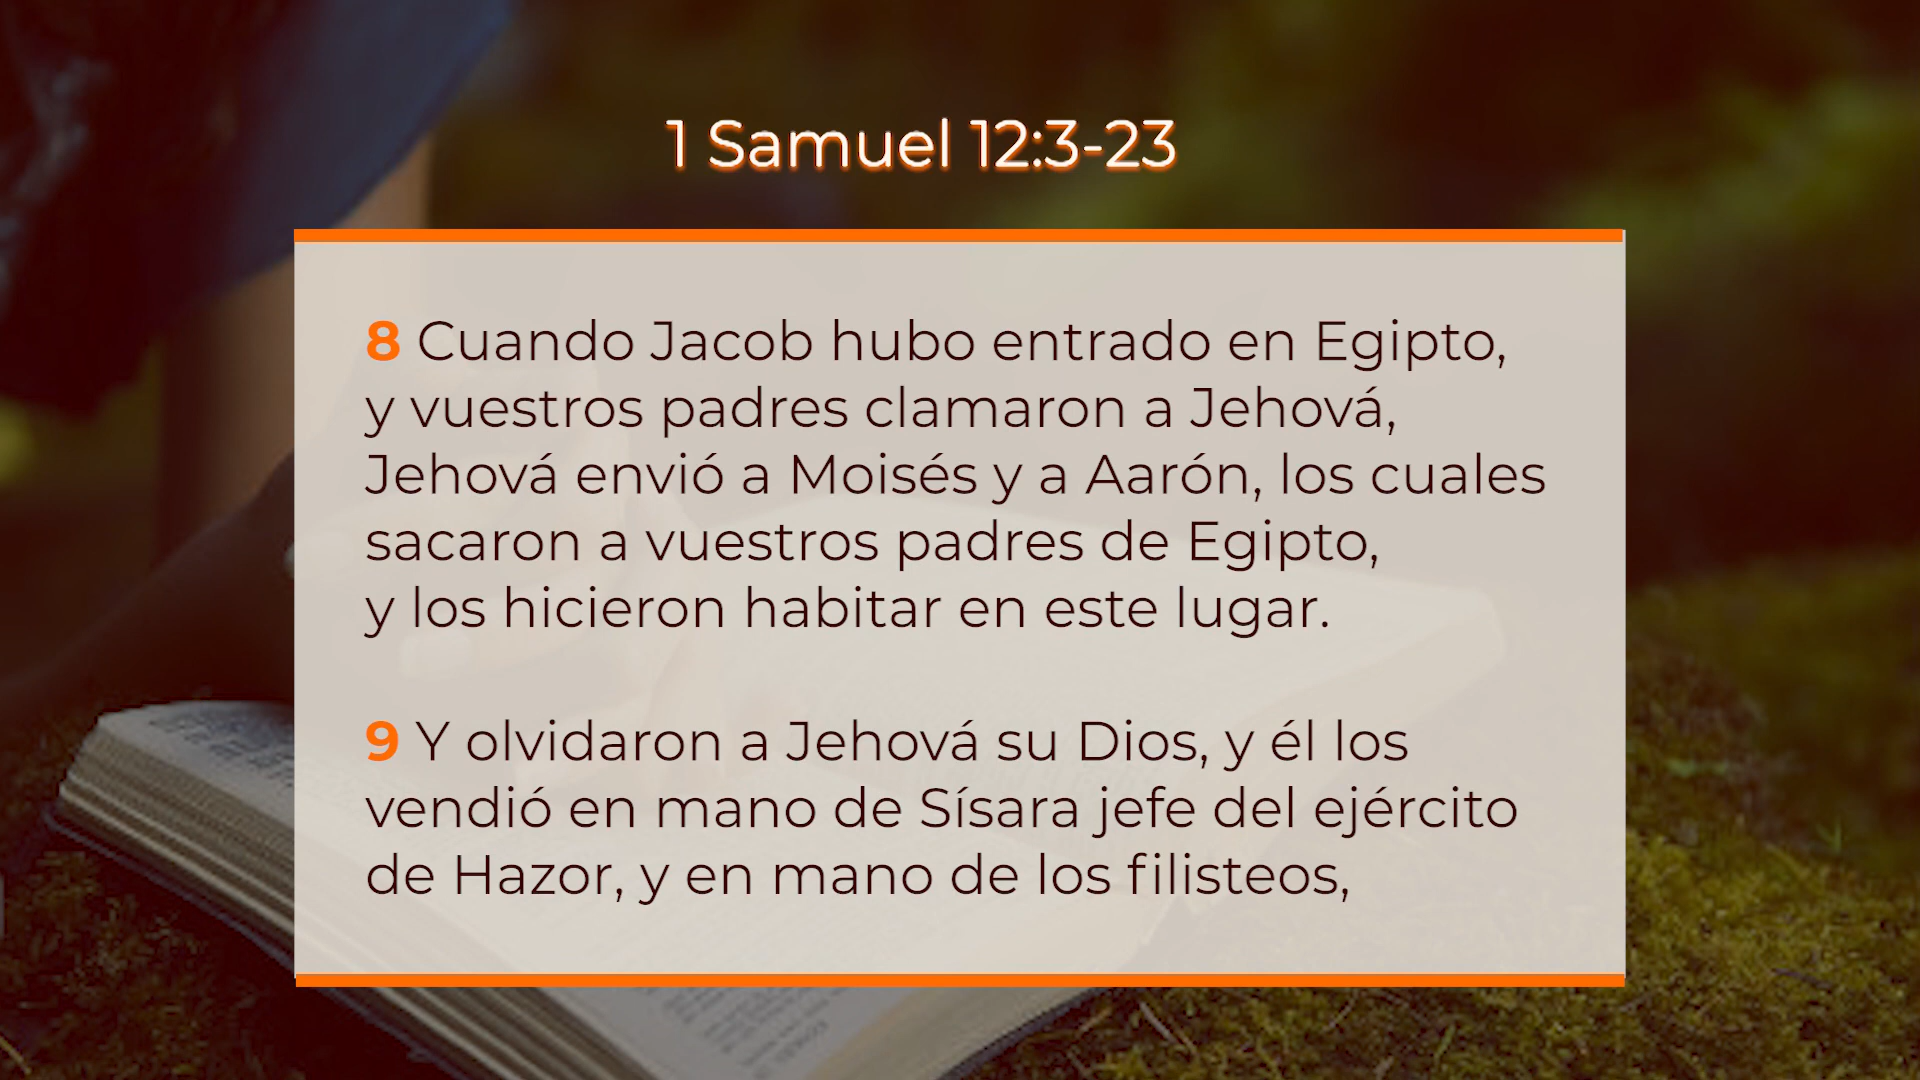 1 Samuel 12:3-23
8 Cuando Jacob hubo entrado en Egipto,
y vuestros padres clamaron a Jehová,
Jehová envió a Moisés y a Aarón, los cuales
sacaron a vuestros padres de Egipto,
y los hicieron habitar en este lugar.
9 Y olvidaron a Jehová su Dios, y él los
vendió en mano de Sísara jefe del ejército
de Hazor, y en mano de los filisteos,